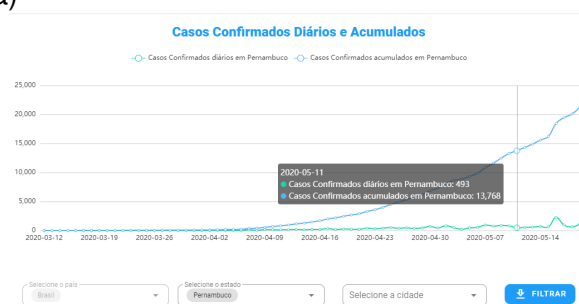 Casos Confirmados Diários e Acumulados
Casos Confirmados diários em Pernambuco Casos Confirmados acumulados em Pernambuco
25,000
20,000
15,000
10,000
5,000
0
2020-05-11
Casos Confirmados diários em Pernambuco: 493
Casos Confirmados acumulados em Pernambuco: 13,768
2020-03-12 2020-03-19 2020-03-26 2020-04-02 2020-04-09 2020-04-16 2020-04-23 2020-04-30 2020-05-07 2020-05-14
Selecione o país Selecione o estado
Brasil Pernambuco Selecione a cidade FILTRAR